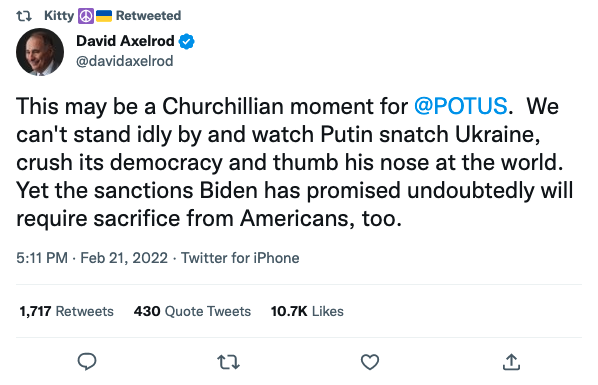 Kitty ☮️🇺🇦 Retweeted
David Axelrod
@davidaxelrod
This may be a Churchillian moment for @POTUS.  We
can't stand idly by and watch Putin snatch Ukraine,
crush its democracy and thumb his nose at the world.
Yet the sanctions Biden has promised undoubtedly will
require sacrifice from Americans, too.
5:11 PM · Feb 21, 2022 · Twitter for iPhone
1,717 Retweets 430 Quote Tweets 10.7K Likes